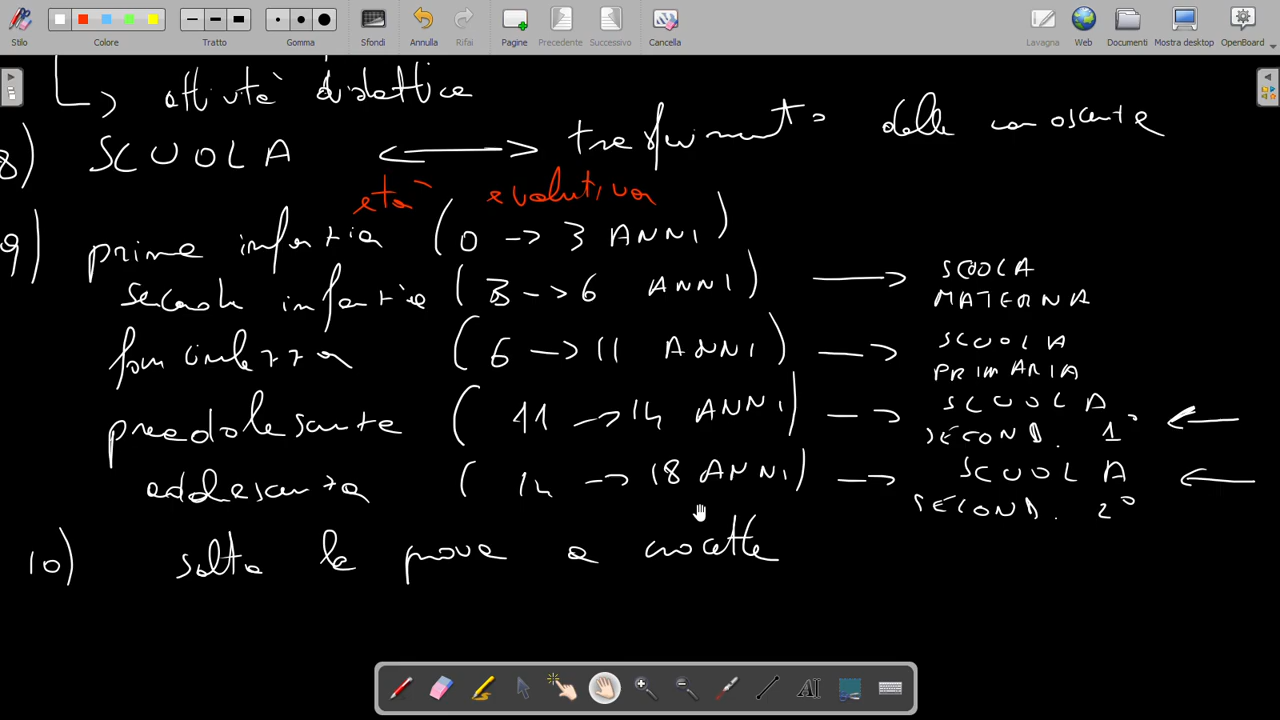 Stilo Colore Tratto Gomma Sfondi Annulla Rifai Pagine Precedente Successivo Cancella Lavagna Web Documenti Mostra desktop OpenBoard
attività didattica
8) SCUOLA trasferimento delle conoscenze
età evolutiva
9) prima infanzia (0 -> 3 ANNI)
seconda infanzia (3 -> 6 ANNI) SCUOLA MATERNA
fanciullezza (6 -> 11 ANNI) SCUOLA PRIMARIA
preadolescente (11 -> 14 ANNI) SCUOLA SECOND. 1°
adolescenza (14 -> 18 ANNI) SCUOLA SECOND. 2°
10) salta la prova a crocette